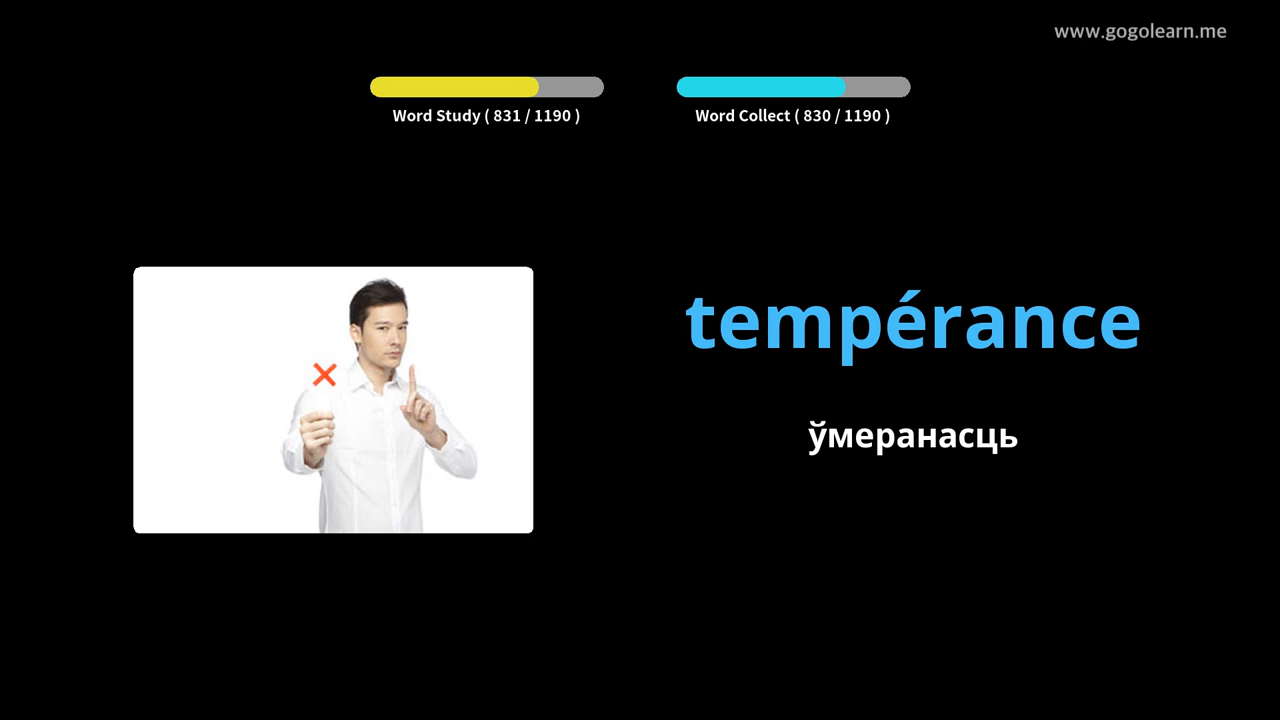 www.gogolearn.me
Word Study ( 831 / 1190 )
Word Collect ( 830 / 1190 )
tempérance
ўмеранасць